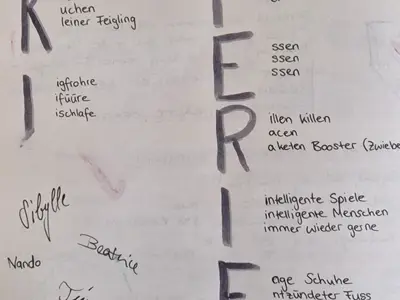 K
uchen
leiner Feigling
I
igfrohre
ifüüre
ischlafe
Sibylle
Beatrice
Nando
E
ssen
ssen
ssen
R
illen killen
acen
aketen Booster (Zwiebe
I
intelligente Spiele
intelligente Menschen
immer wieder gerne
E
age Schuhe
ntzündeter Fuss